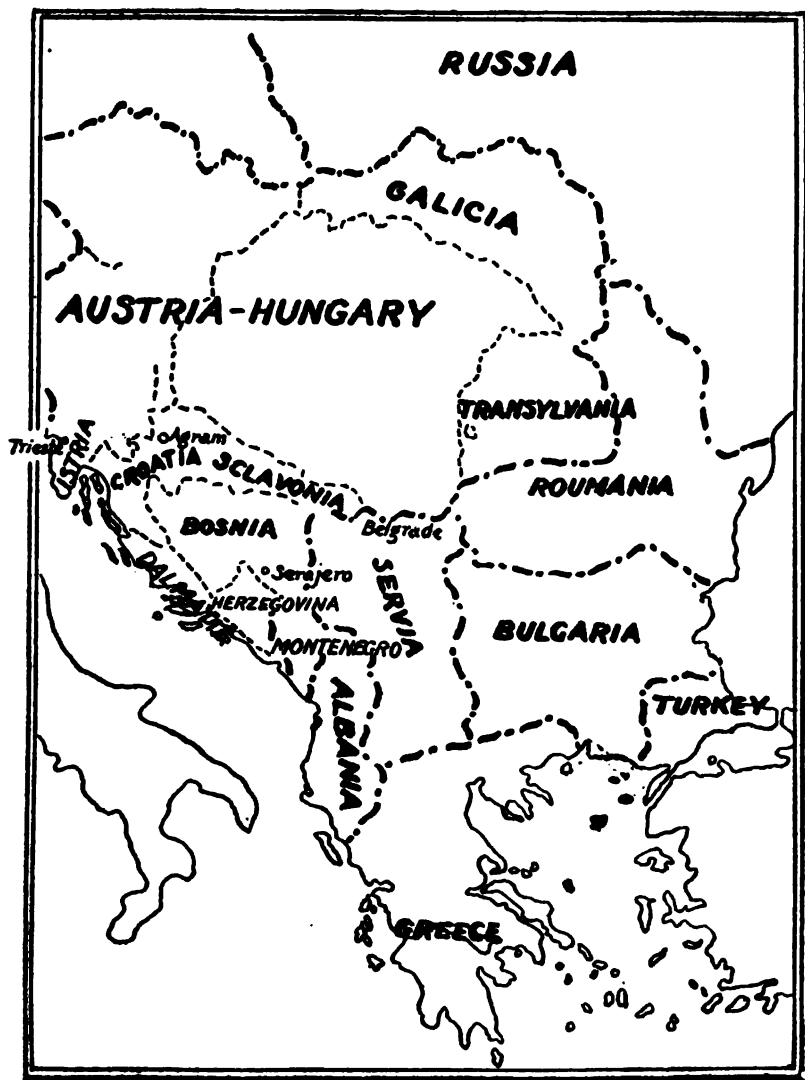 RUSSIA
GALICIA
AUSTRIA-HUNGARY
TRANSYLVANIA
Trieste
ISTRIA
Agram
CROATIA SCLAVONIA
ROUMANIA
BOSNIA
Belgrade
Serajero
SERVIA
DALMATIA
HERZEGOVINA
BULGARIA
MONTENEGRO
ALBANIA
TURKEY
GREECE